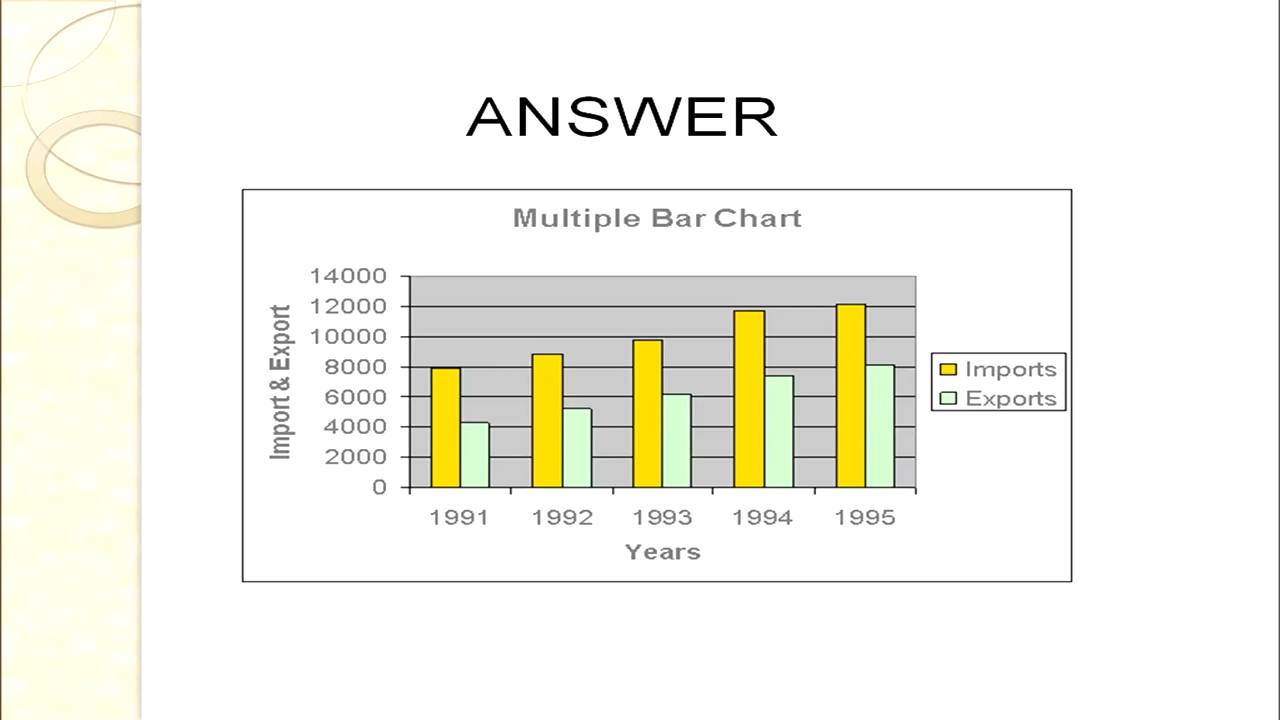 ANSWER
Multiple Bar Chart
Import & Export
14000
12000
10000
8000
6000
4000
2000
0
1991 1992 1993 1994 1995
Years
Imports
Exports